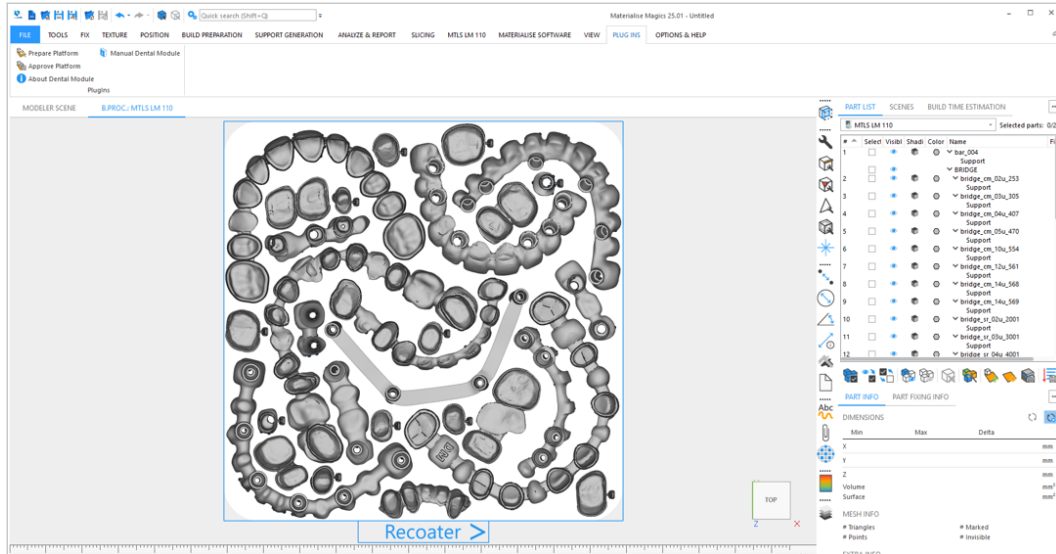 Quick search (Shift+Q)
Materialise Magics 25.01 - Untitled
FILE TOOLS FIX TEXTURE POSITION BUILD PREPARATION SUPPORT GENERATION ANALYZE & REPORT SLICING MTLS LM 110 MATERIALISE SOFTWARE VIEW PLUG INS OPTIONS & HELP
Prepare Platform Manual Dental Module
Approve Platform
About Dental Module
Plugins
MODELER SCENE B.PROC.: MTLS LM 110
Recoater >
TOP
Z X
PART LIST SCENES BUILD TIME ESTIMATION
MTLS LM 110 Selected parts: 0/2
# Select Visibl Shadi Color Name Fi
1 bar_004
Support
BRIDGE
2 bridge_cm_02u_253
Support
3 bridge_cm_03u_305
Support
4 bridge_cm_04u_407
Support
5 bridge_cm_05u_470
Support
6 bridge_cm_10u_554
Support
7 bridge_cm_12u_561
Support
8 bridge_cm_14u_568
Support
9 bridge_cm_14u_569
Support
10 bridge_sr_02u_2001
Support
11 bridge_sr_03u_3001
Support
12 bridge_sr_04u_4001
Abc
PART INFO PART FIXING INFO
DIMENSIONS
Min Max Delta
X mm
Y mm
Z mm
Volume mm³
Surface mm²
MESH INFO
# Triangles # Marked
# Points # Invisible
EXTRA INFO